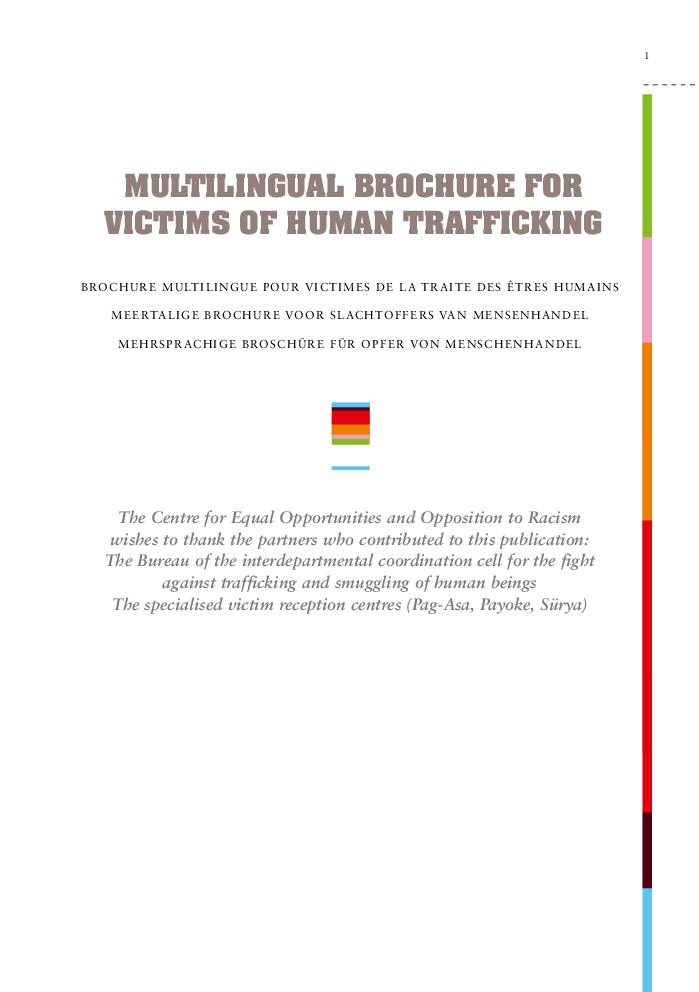 1
MULTILINGUAL BROCHURE FOR
VICTIMS OF HUMAN TRAFFICKING
BROCHURE MULTILINGUE POUR VICTIMES DE LA TRAITE DES ÊTRES HUMAINS
MEERTALIGE BROCHURE VOOR SLACHTOFFERS VAN MENSENHANDEL
MEHRSPRACHIGE BROSCHÜRE FÜR OPFER VON MENSCHENHANDEL
The Centre for Equal Opportunities and Opposition to Racism
wishes to thank the partners who contributed to this publication:
The Bureau of the interdepartmental coordination cell for the fight
against trafficking and smuggling of human beings
The specialised victim reception centres (Pag-Asa, Payoke, Sürya)